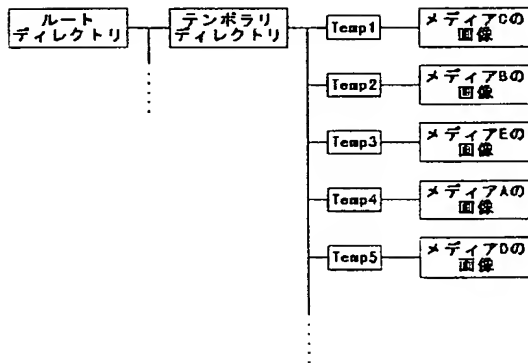 ルート
ディレクトリ
テンポラリ
ディレクトリ
Temp1
メディアCの
画像
Temp2
メディアBの
画像
Temp3
メディアEの
画像
Temp4
メディアAの
画像
Temp5
メディアDの
画像